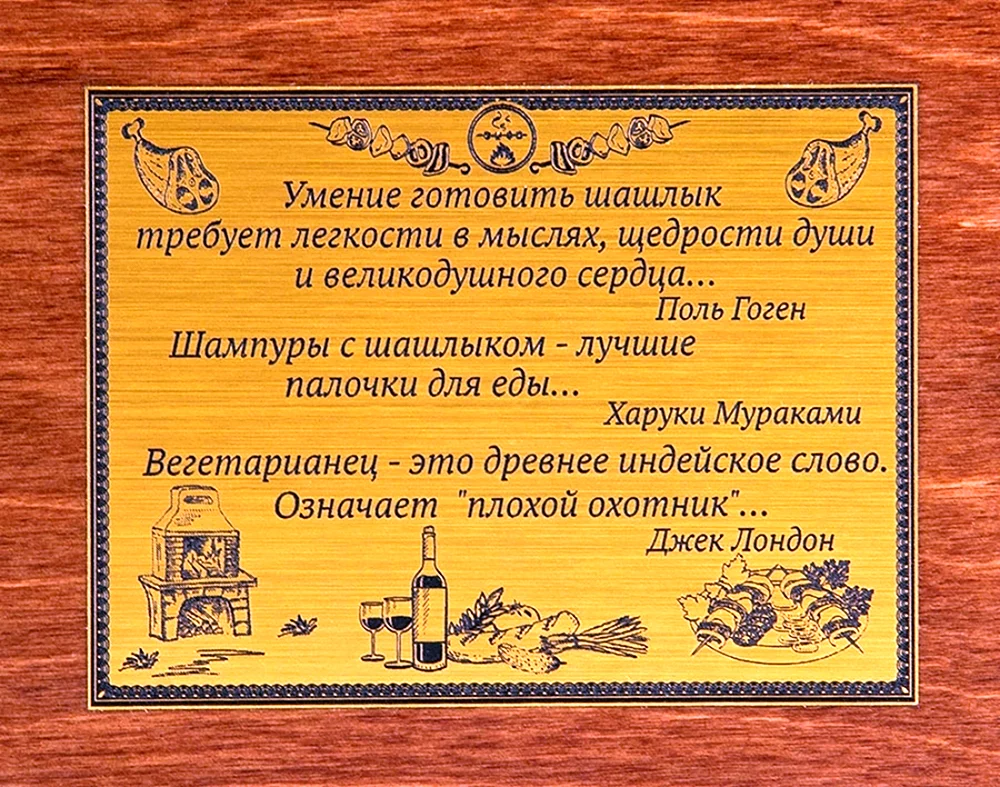 Умение готовить шашлык
требует легкости в мыслях, щедрости души
и великодушного сердца...
Поль Гоген
Шампуры с шашлыком - лучшие
палочки для еды...
Харуки Мураками
Вегетарианец - это древнее индейское слово.
Означает "плохой охотник"...
Джек Лондон